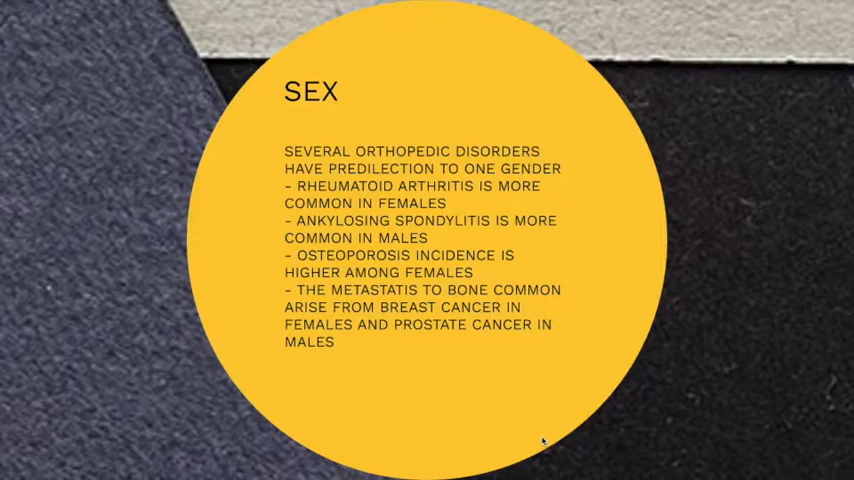 SEX
SEVERAL ORTHOPEDIC DISORDERS
HAVE PREDILECTION TO ONE GENDER
- RHEUMATOID ARTHRITIS IS MORE
COMMON IN FEMALES
- ANKYLOSING SPONDYLITIS IS MORE
COMMON IN MALES
- OSTEOPOROSIS INCIDENCE IS
HIGHER AMONG FEMALES
- THE METASTATIS TO BONE COMMON
ARISE FROM BREAST CANCER IN
FEMALES AND PROSTATE CANCER IN
MALES